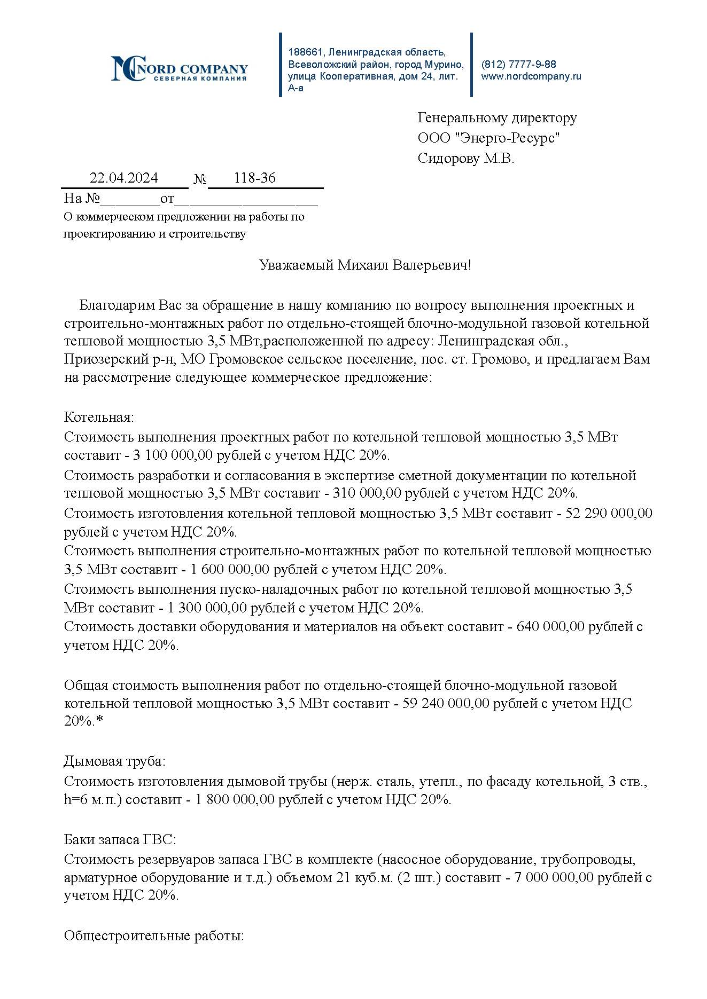 NC NORD COMPANY
СЕВЕРНАЯ КОМПАНИЯ
188661, Ленинградская область,
Всеволожский район, город Мурино,
улица Кооперативная, дом 24, лит.
А-а
(812) 7777-9-88
www.nordcompany.ru
Генеральному директору
ООО "Энерго-Ресурс"
Сидорову М.В.
22.04.2024 № 118-36
На №________от___________________
О коммерческом предложении на работы по
проектированию и строительству
Уважаемый Михаил Валерьевич!
Благодарим Вас за обращение в нашу компанию по вопросу выполнения проектных и
строительно-монтажных работ по отдельно-стоящей блочно-модульной газовой котельной
тепловой мощностью 3,5 МВт,расположенной по адресу: Ленинградская обл.,
Приозерский р-н, МО Громовское сельское поселение, пос. ст. Громово, и предлагаем Вам
на рассмотрение следующее коммерческое предложение:
Котельная:
Стоимость выполнения проектных работ по котельной тепловой мощностью 3,5 МВт
составит - 3 100 000,00 рублей с учетом НДС 20%.
Стоимость разработки и согласования в экспертизе сметной документации по котельной
тепловой мощностью 3,5 МВт составит - 310 000,00 рублей с учетом НДС 20%.
Стоимость изготовления котельной тепловой мощностью 3,5 МВт составит - 52 290 000,00
рублей с учетом НДС 20%.
Стоимость выполнения строительно-монтажных работ по котельной тепловой мощностью
3,5 МВт составит - 1 600 000,00 рублей с учетом НДС 20%.
Стоимость выполнения пуско-наладочных работ по котельной тепловой мощностью 3,5
МВт составит - 1 300 000,00 рублей с учетом НДС 20%.
Стоимость доставки оборудования и материалов на объект составит - 640 000,00 рублей с
учетом НДС 20%.
Общая стоимость выполнения работ по отдельно-стоящей блочно-модульной газовой
котельной тепловой мощностью 3,5 МВт составит - 59 240 000,00 рублей с учетом НДС
20%.*
Дымовая труба:
Стоимость изготовления дымовой трубы (нерж. сталь, утепл., по фасаду котельной, 3 ств.,
h=6 м.п.) составит - 1 800 000,00 рублей с учетом НДС 20%.
Баки запаса ГВС:
Стоимость резервуаров запаса ГВС в комплекте (насосное оборудование, трубопроводы,
арматурное оборудование и т.д.) объемом 21 куб.м. (2 шт.) составит - 7 000 000,00 рублей с
учетом НДС 20%.
Общестроительные работы: